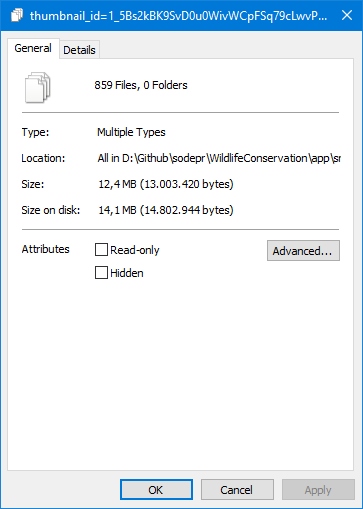 thumbnail_id=1_5Bs2kBK9SvD0u0WivWCpFSq79cLwvP...
General Details
859 Files, 0 Folders
Type: Multiple Types
Location: All in D:\Github\sodepr\WildlifeConservation\app\sr
Size: 12,4 MB (13.003.420 bytes)
Size on disk: 14,1 MB (14.802.944 bytes)
Attributes Read-only Advanced...
Hidden
OK Cancel Apply